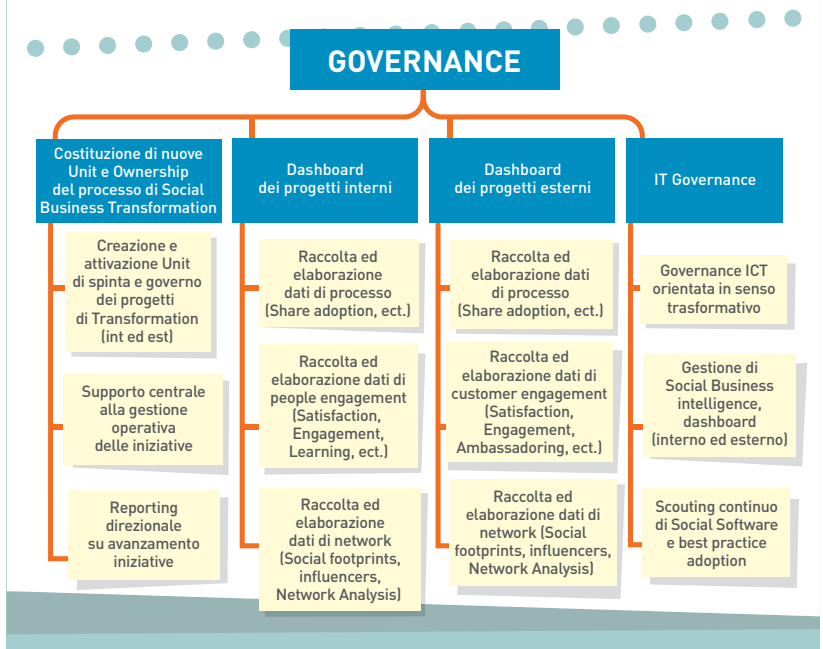 GOVERNANCE
Costituzione di nuove
Unit e Ownership
del processo di Social
Business Transformation
Creazione e
attivazione Unit
di spinta e governo
dei progetti
di Transformation
(int ed est)
Supporto centrale
alla gestione
operativa
delle iniziative
Reporting
direzionale
su avanzamento
iniziative
Dashboard
dei progetti interni
Raccolta ed
elaborazione
dati di processo
(Share adoption, ect.)
Raccolta ed
elaborazione dati di
people engagement
(Satisfaction,
Engagement,
Learning, ect.)
Raccolta ed
elaborazione
dati di network
(Social footprints,
influencers,
Network Analysis)
Dashboard
dei progetti esterni
Raccolta ed
elaborazione dati
di processo
(Share adoption, ect.)
Raccolta ed
elaborazione dati di
customer engagement
(Satisfaction,
Engagement,
Ambassadoring, ect.)
Raccolta ed
elaborazione dati di
network (Social
footprints, influencers,
Network Analysis)
IT Governance
Governance ICT
orientata in senso
trasformativo
Gestione di
Social Business
intelligence,
dashboard
(interno ed esterno)
Scouting continuo
di Social Software
e best practice
adoption